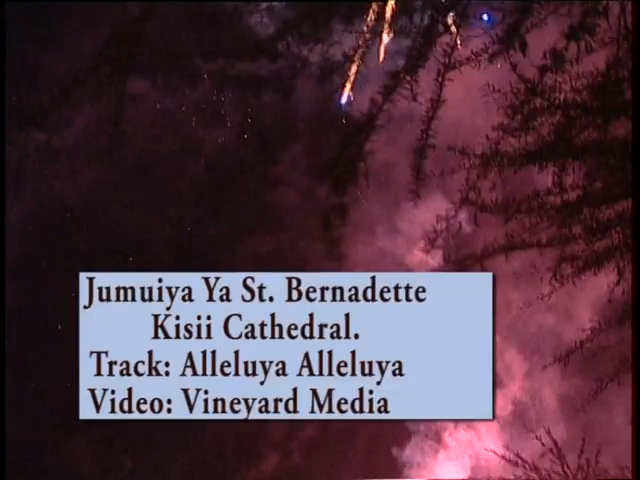 Jumuiya Ya St. Bernadette
Kisii Cathedral.
Track: Alleluya Alleluya
Video: Vineyard Media